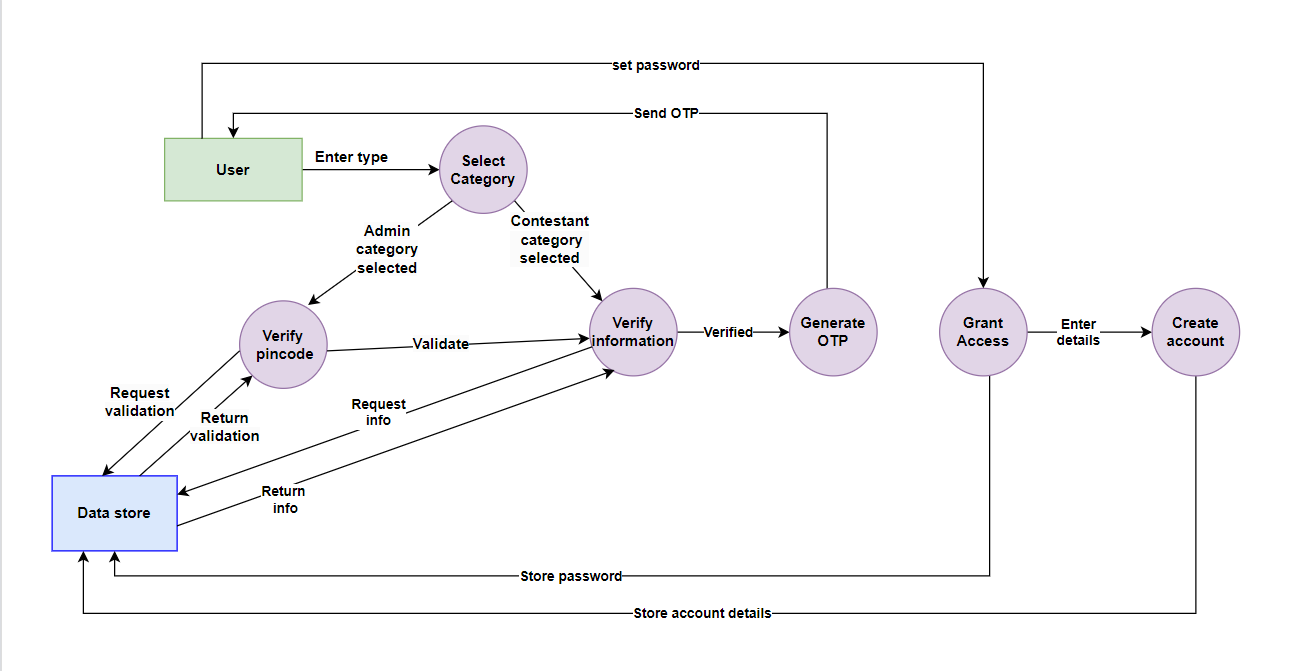 set password
Send OTP
User
Enter type
Select
Category
Admin
category
selected
Contestant
category
selected
Verify
pincode
Validate
Verify
information
Verified
Generate
OTP
Grant
Access
Enter
details
Create
account
Request
validation
Return
validation
Request
info
Return
info
Data store
Store password
Store account details